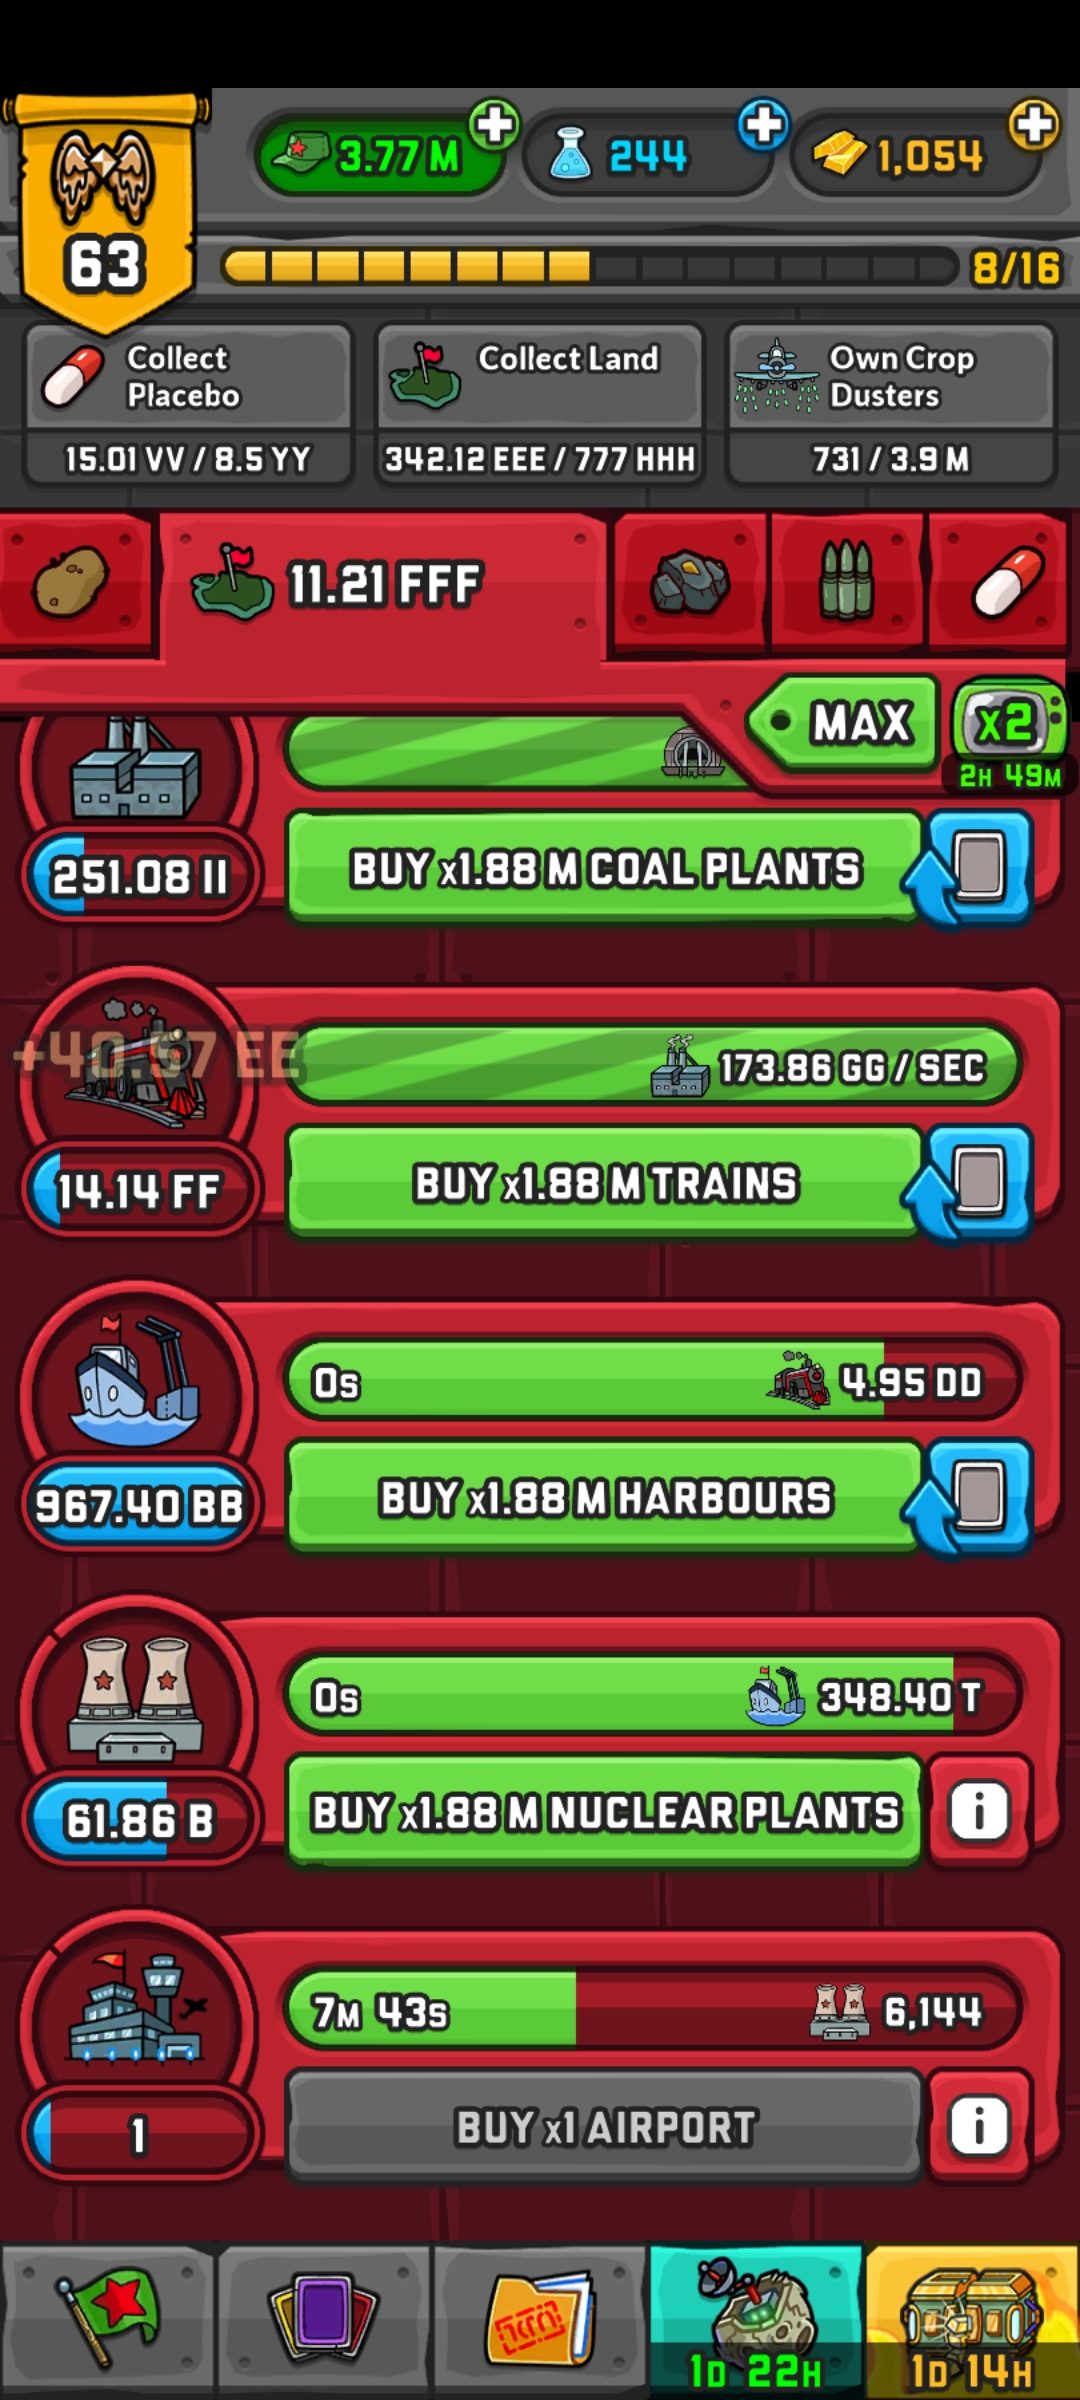 3.77 M
244
1,054
63
8/16
Collect Placebo
15.01 VV / 8.5 YY
Collect Land
342.12 EEE / 777 HHH
Own Crop Dusters
731 / 3.9 M
11.21 FFF
MAX
x2
2H 49M
251.08 II
BUY x1.88 M COAL PLANTS
+40.57 EE
173.86 GG / SEC
14.14 FF
BUY x1.88 M TRAINS
0s
4.95 DD
967.40 BB
BUY x1.88 M HARBOURS
0s
348.40 T
61.86 B
BUY x1.88 M NUCLEAR PLANTS
i
7M 43s
6,144
1
BUY x1 AIRPORT
i
1D 22H
1D 14H